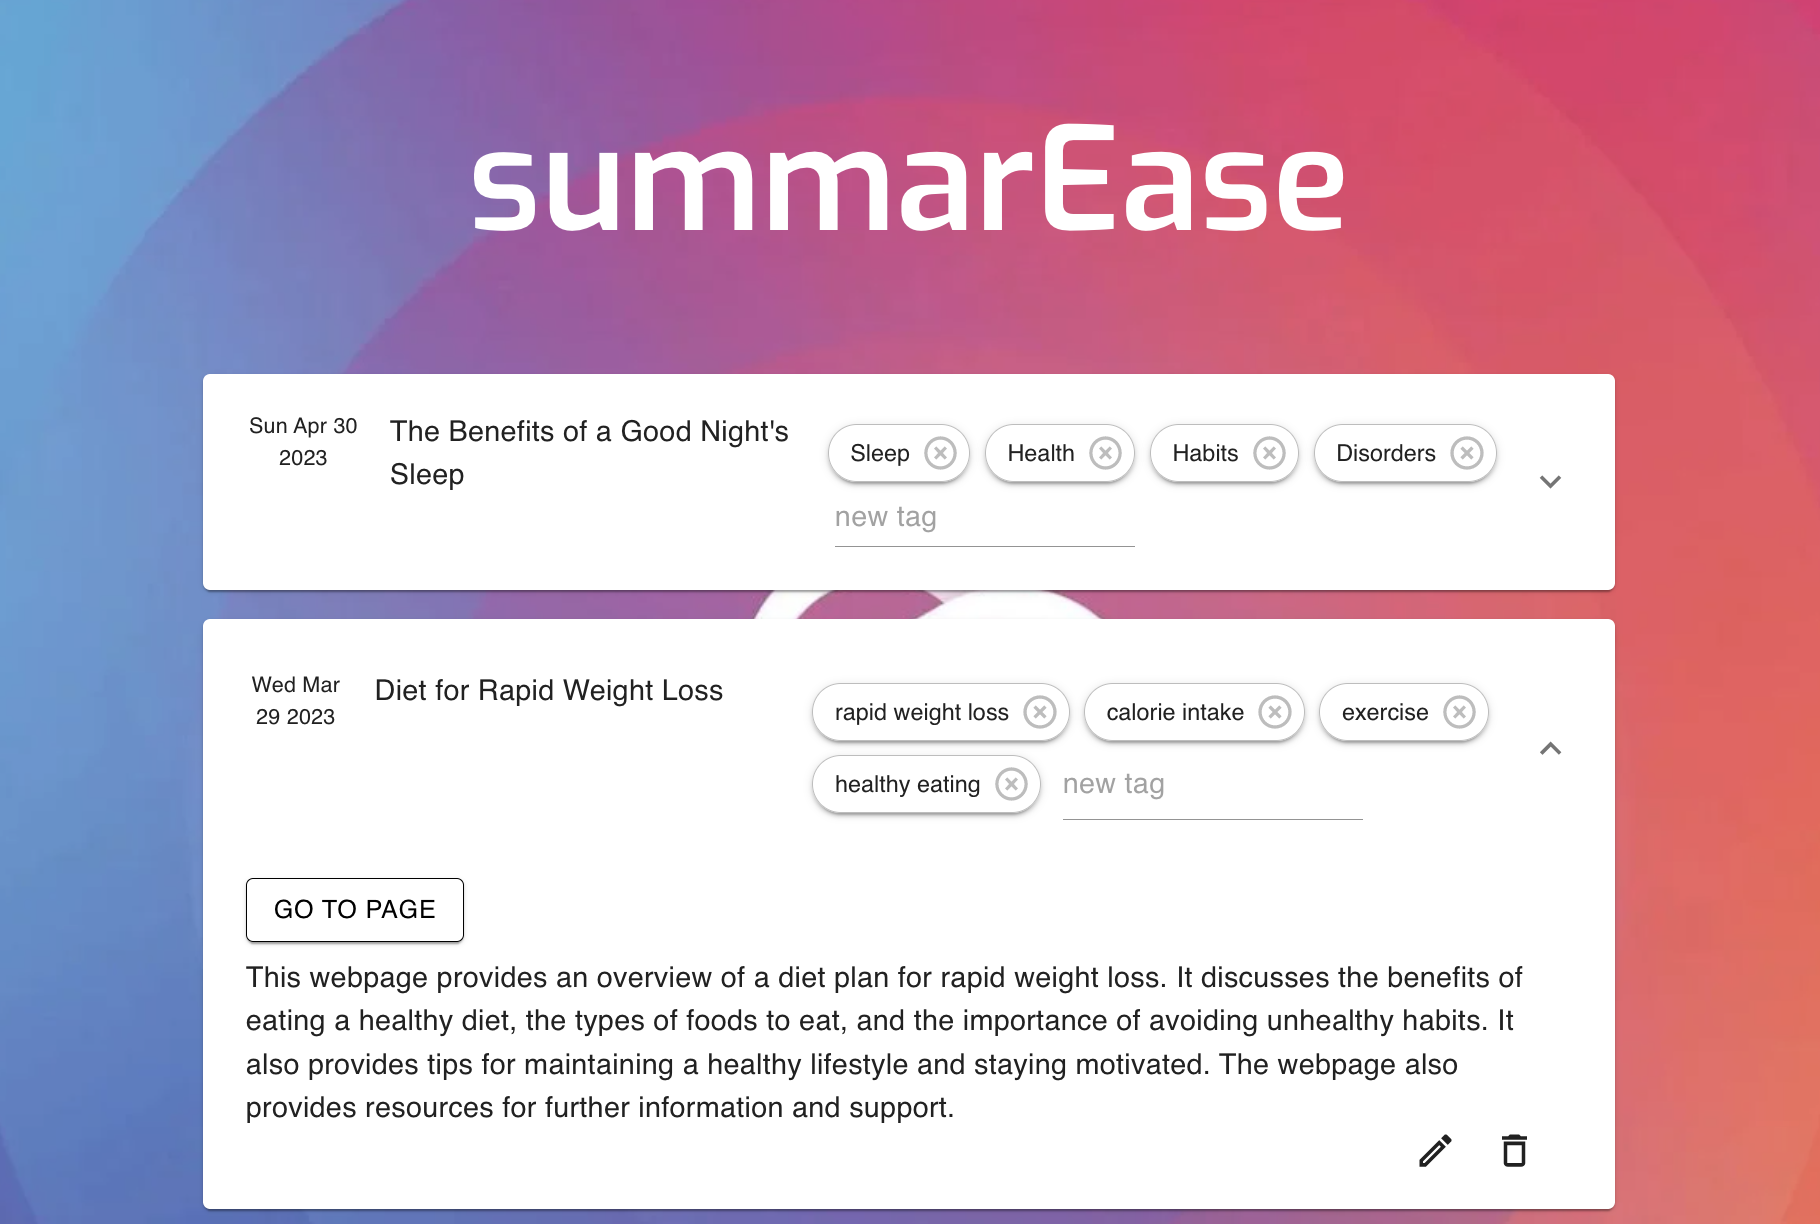 summarEase
Sun Apr 30
2023
The Benefits of a Good Night's
Sleep
Sleep
Health
Habits
Disorders
new tag
Wed Mar
29 2023
Diet for Rapid Weight Loss
rapid weight loss
calorie intake
exercise
healthy eating
new tag
GO TO PAGE
This webpage provides an overview of a diet plan for rapid weight loss. It discusses the benefits of
eating a healthy diet, the types of foods to eat, and the importance of avoiding unhealthy habits. It
also provides tips for maintaining a healthy lifestyle and staying motivated. The webpage also
provides resources for further information and support.